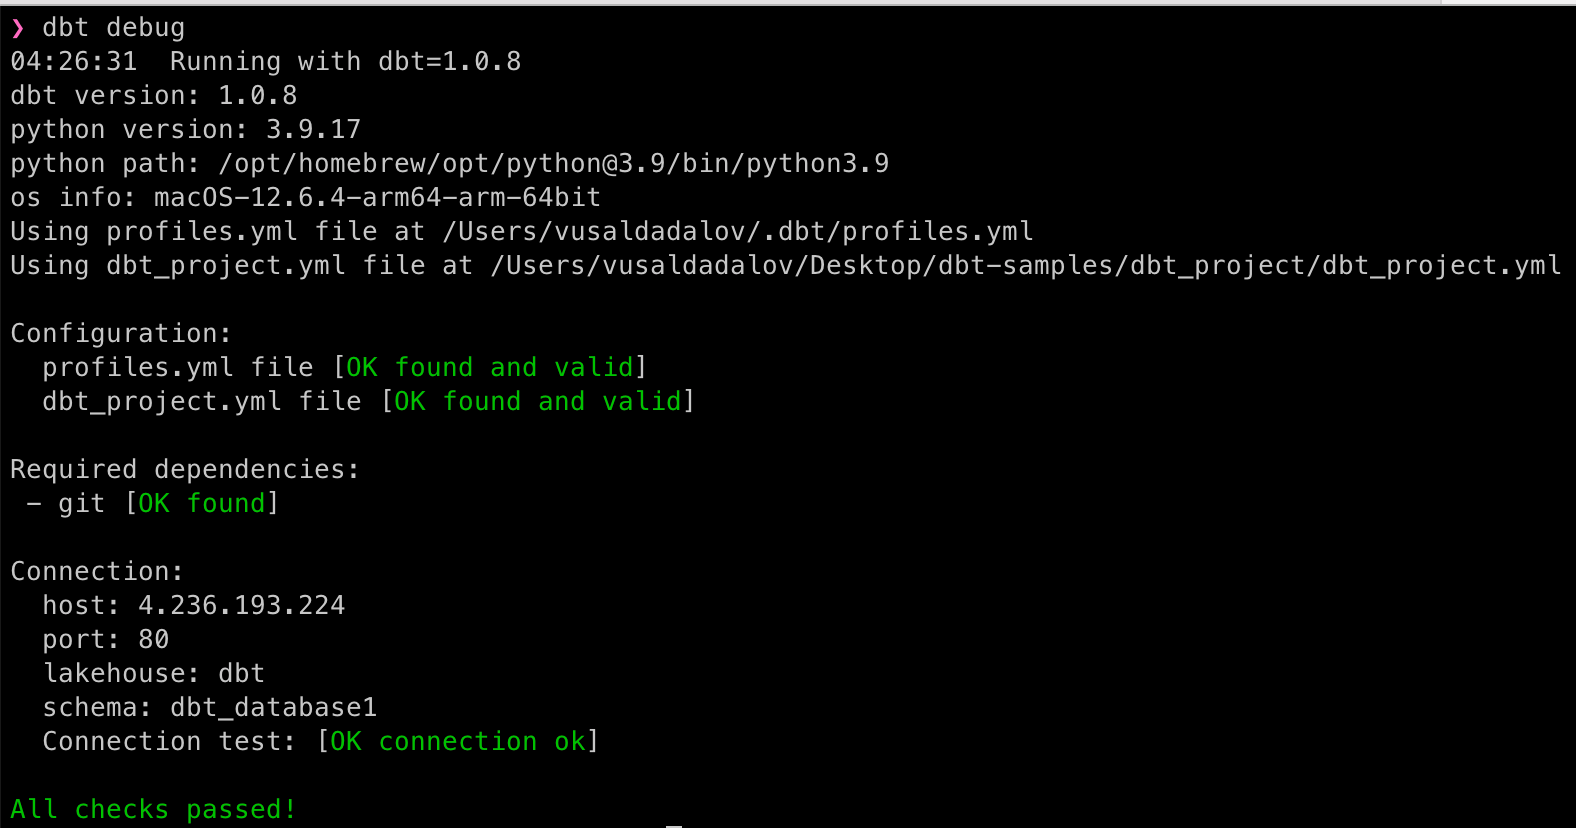 ❯ dbt debug
04:26:31  Running with dbt=1.0.8
dbt version: 1.0.8
python version: 3.9.17
python path: /opt/homebrew/opt/python@3.9/bin/python3.9
os info: macOS-12.6.4-arm64-arm-64bit
Using profiles.yml file at /Users/vusaldadalov/.dbt/profiles.yml
Using dbt_project.yml file at /Users/vusaldadalov/Desktop/dbt-samples/dbt_project/dbt_project.yml
Configuration:
  profiles.yml file [OK found and valid]
  dbt_project.yml file [OK found and valid]
Required dependencies:
 - git [OK found]
Connection:
  host: 4.236.193.224
  port: 80
  lakehouse: dbt
  schema: dbt_database1
  Connection test: [OK connection ok]
All checks passed!